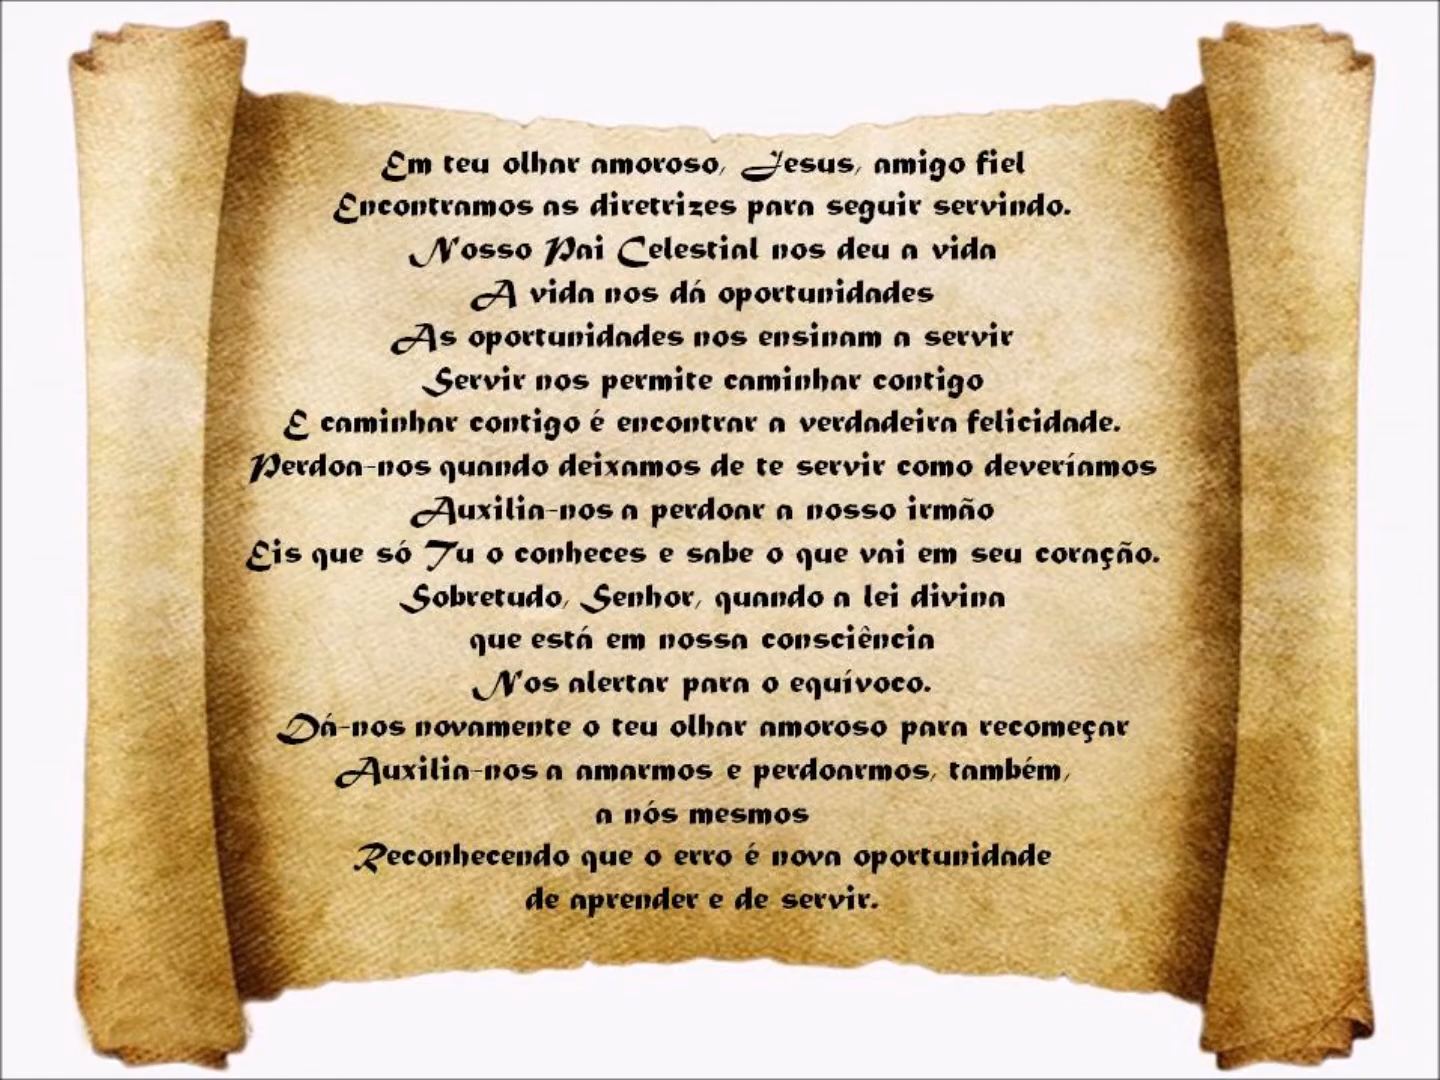 Em teu olhar amoroso, Jesus, amigo fiel
Encontramos as diretrizes para seguir servindo.
Nosso Pai Celestial nos deu a vida
A vida nos dá oportunidades
As oportunidades nos ensinam a servir
Servir nos permite caminhar contigo
E caminhar contigo é encontrar a verdadeira felicidade.
Perdoa-nos quando deixamos de te servir como deveríamos
Auxilia-nos a perdoar a nosso irmão
Eis que só Tu o conheces e sabe o que vai em seu coração.
Sobretudo, Senhor, quando a lei divina
que está em nossa consciência
Nos alertar para o equívoco.
Dá-nos novamente o teu olhar amoroso para recomeçar
Auxilia-nos a amarmos e perdoarmos, também,
a nós mesmos
Reconhecendo que o erro é nova oportunidade
de aprender e de servir.